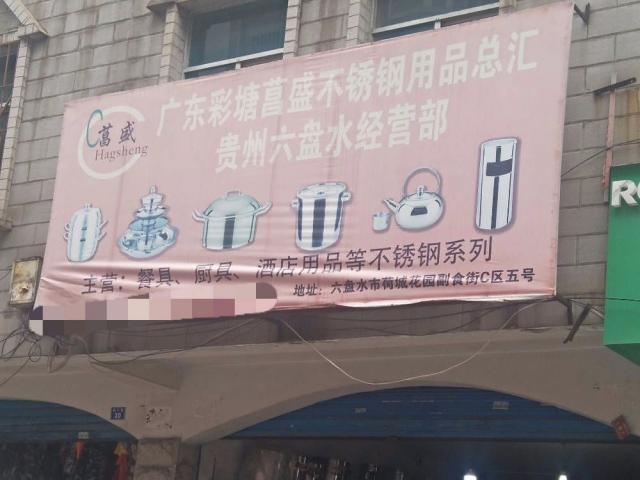 菖盛
Hagsheng
广东彩塘菖盛不锈钢用品总汇
贵州六盘水经营部
主营：餐具、厨具、酒店用品等不锈钢系列
地址：六盘水市荷城花园副食街C区五号